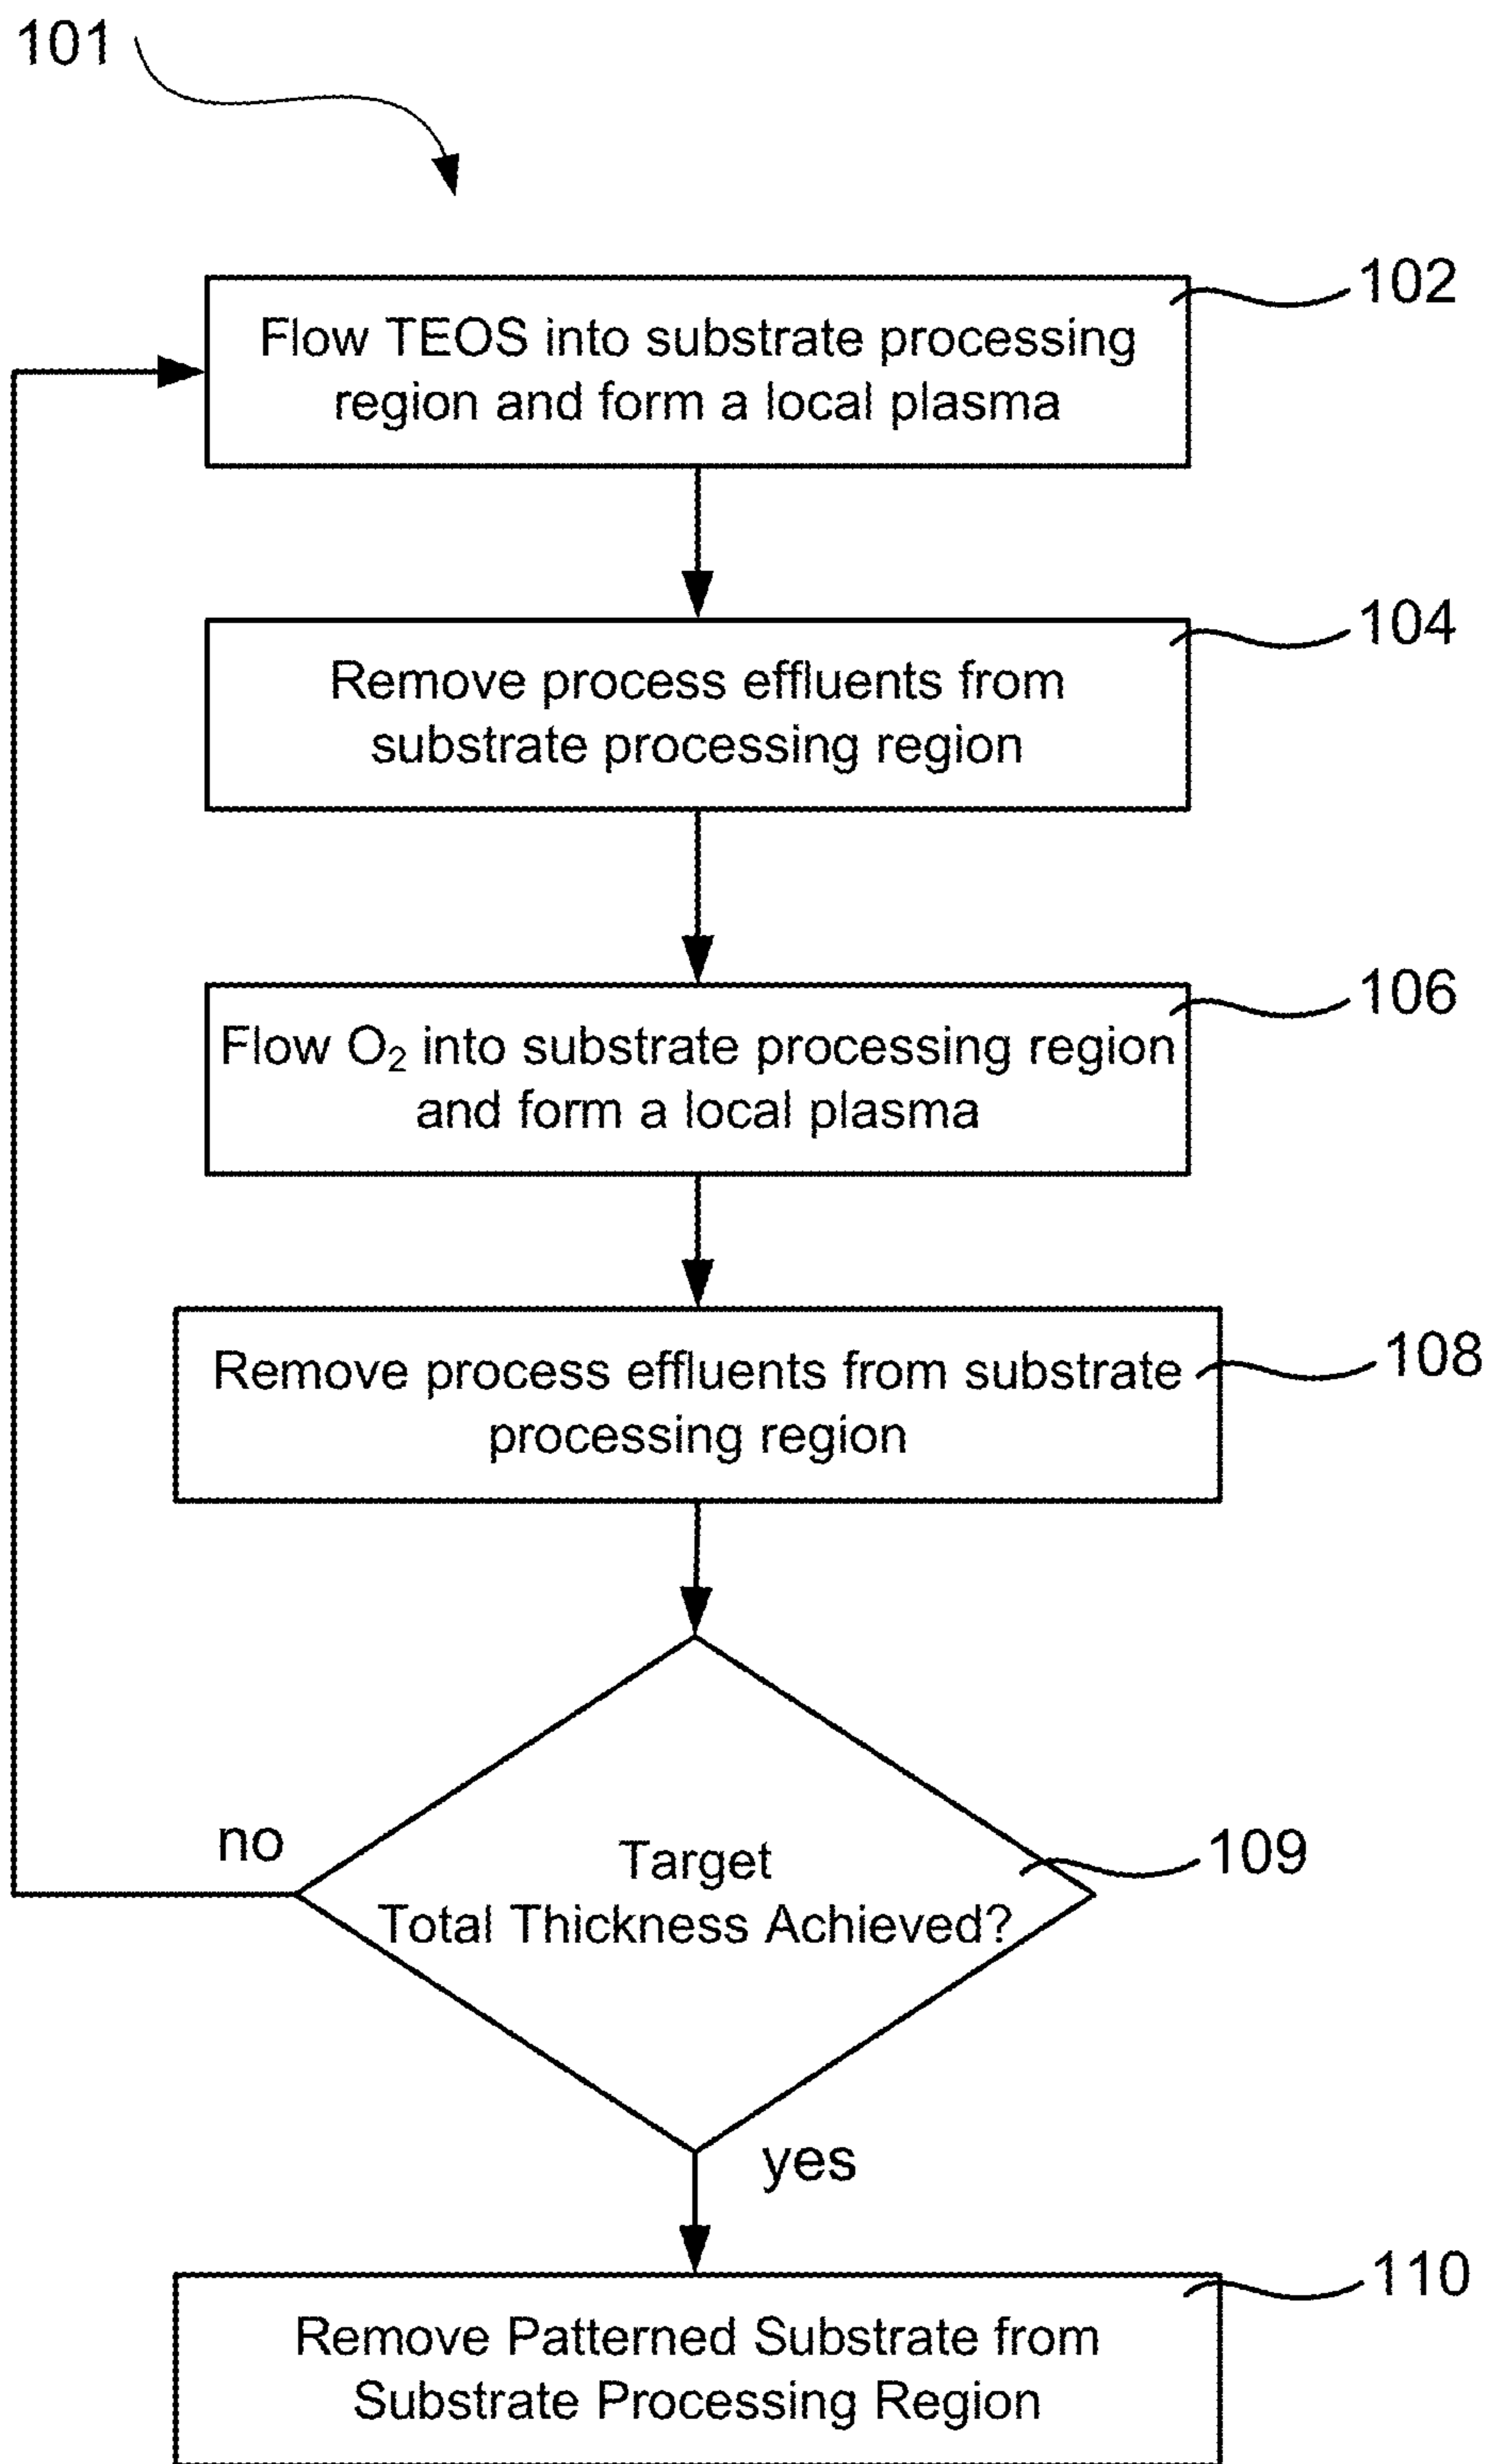 101
102
Flow TEOS into substrate processing
region and form a local plasma
104
Remove process effluents from
substrate processing region
106
Flow O₂ into substrate processing region
and form a local plasma
108
Remove process effluents from substrate
processing region
no
109
Target
Total Thickness Achieved?
yes
110
Remove Patterned Substrate from
Substrate Processing Region